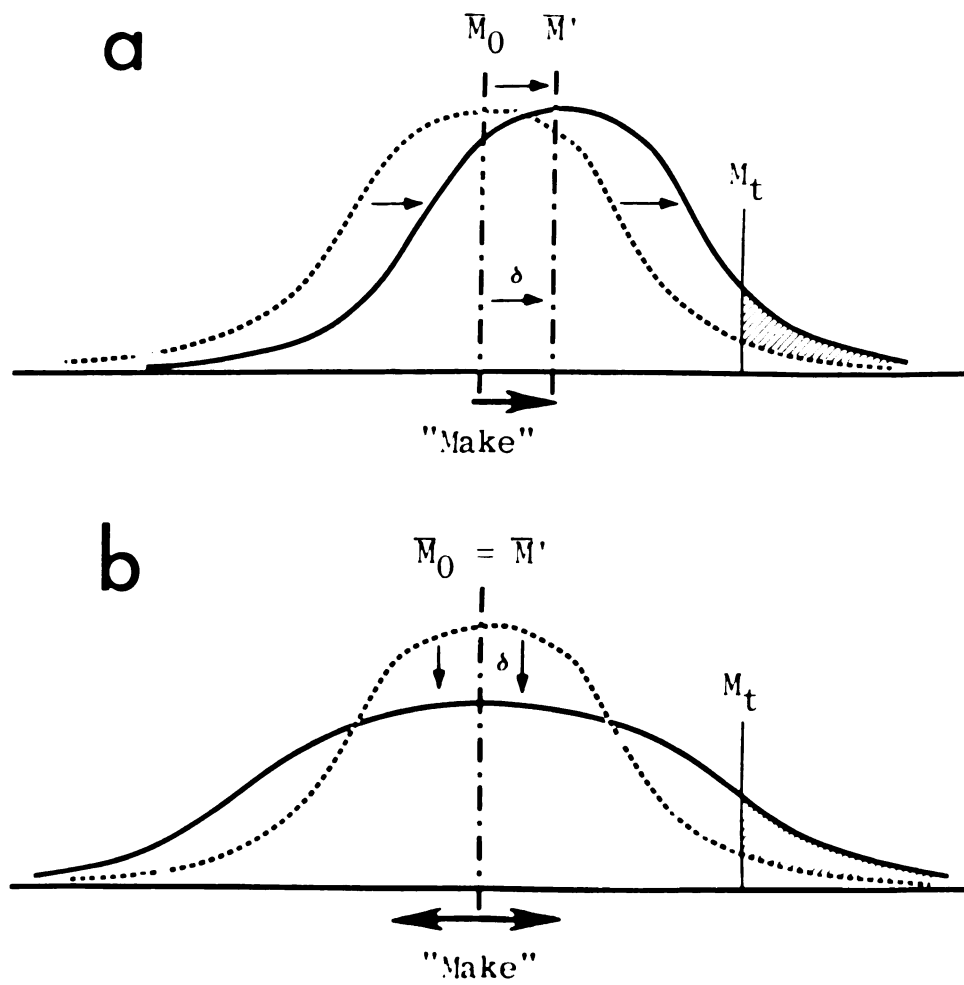 a
M̅₀ M̅'
Mₜ
δ
"Make"
b
M̅₀ = M̅'
δ
Mₜ
"Make"